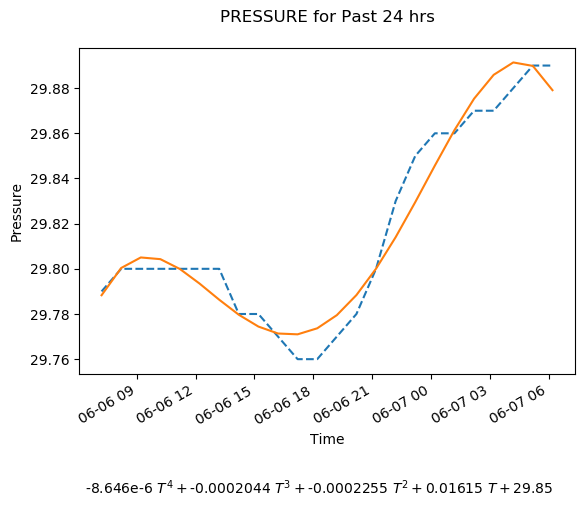 PRESSURE for Past 24 hrs
Pressure
29.88
29.86
29.84
29.82
29.80
29.78
29.76
06-06 09 06-06 12 06-06 15 06-06 18 06-06 21 06-07 00 06-07 03 06-07 06
Time
-8.646e-6 T⁴ + -0.0002044 T³ + -0.0002255 T² + 0.01615 T + 29.85